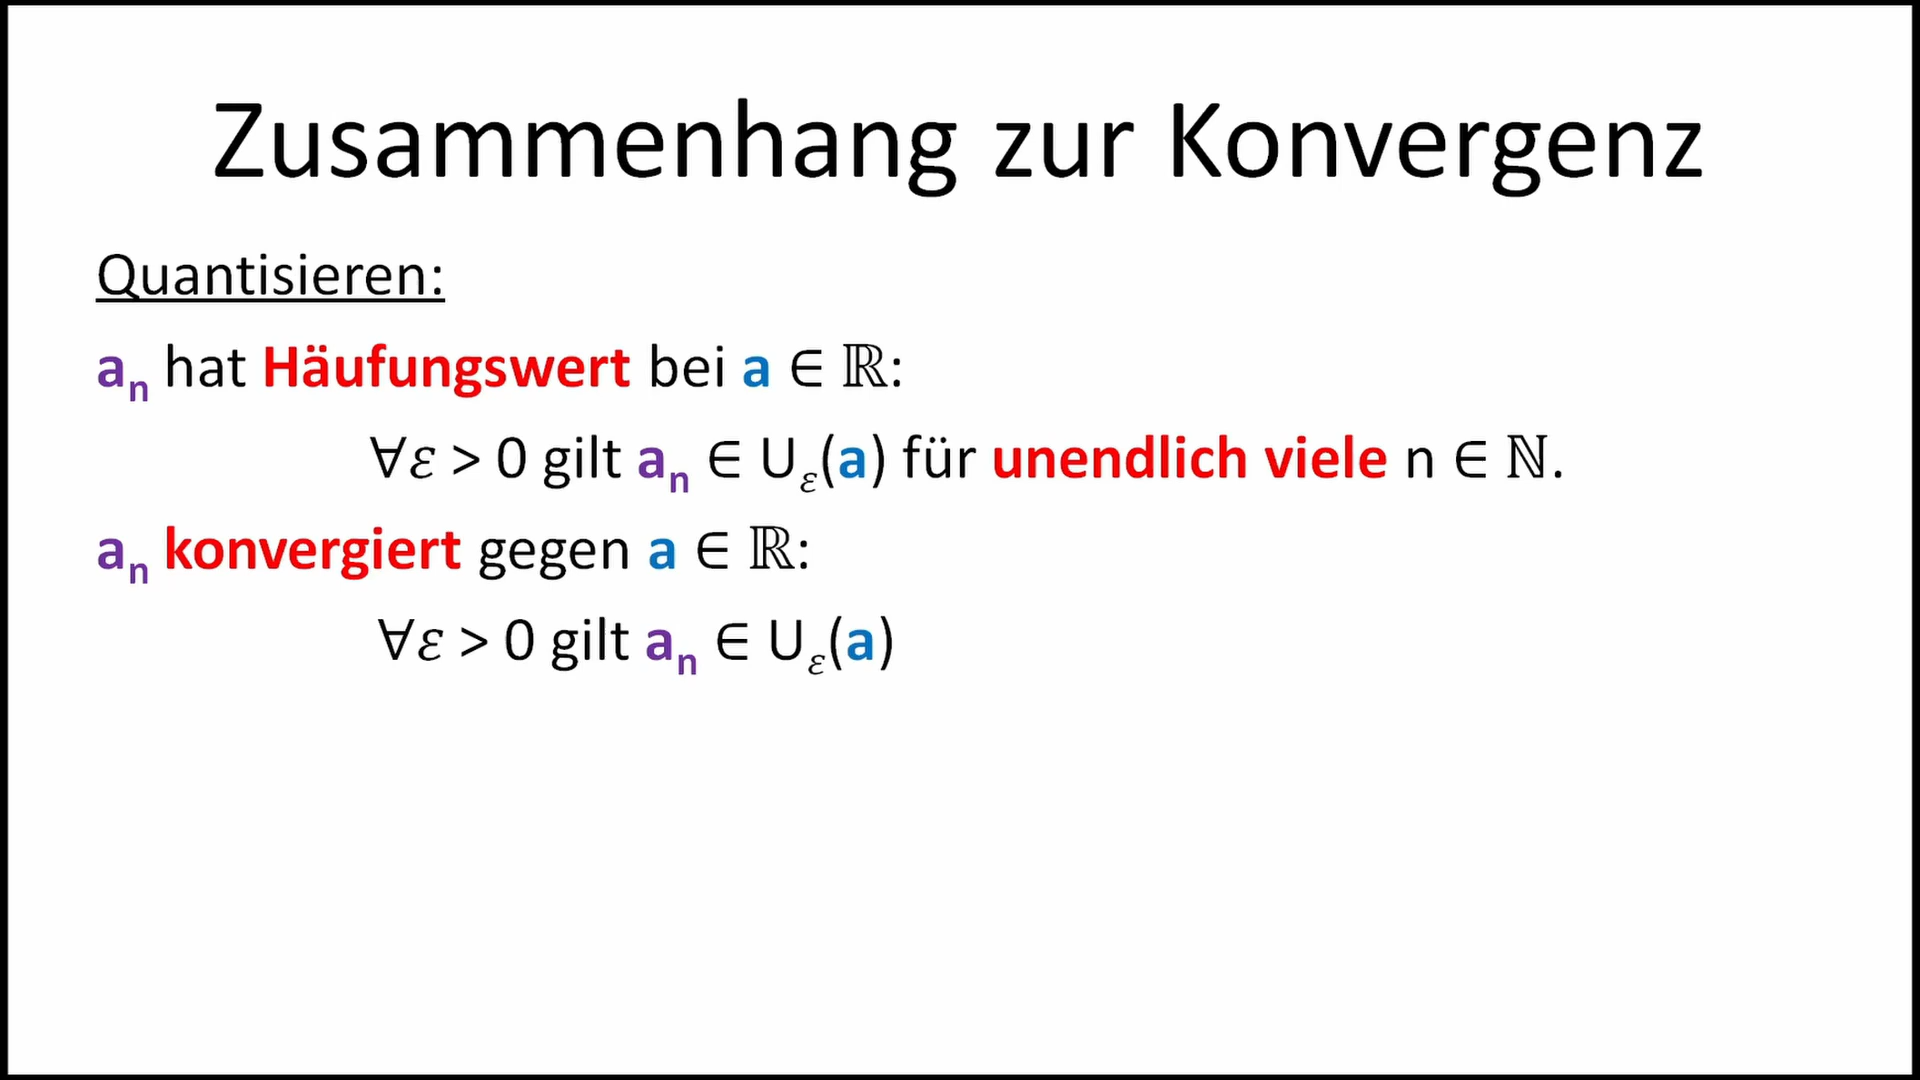 Zusammenhang zur Konvergenz
Quantisieren:
aₙ hat Häufungswert bei a ∈ ℝ:
∀ε > 0 gilt aₙ ∈ U_ε(a) für unendlich viele n ∈ ℕ.
aₙ konvergiert gegen a ∈ ℝ:
∀ε > 0 gilt aₙ ∈ U_ε(a)